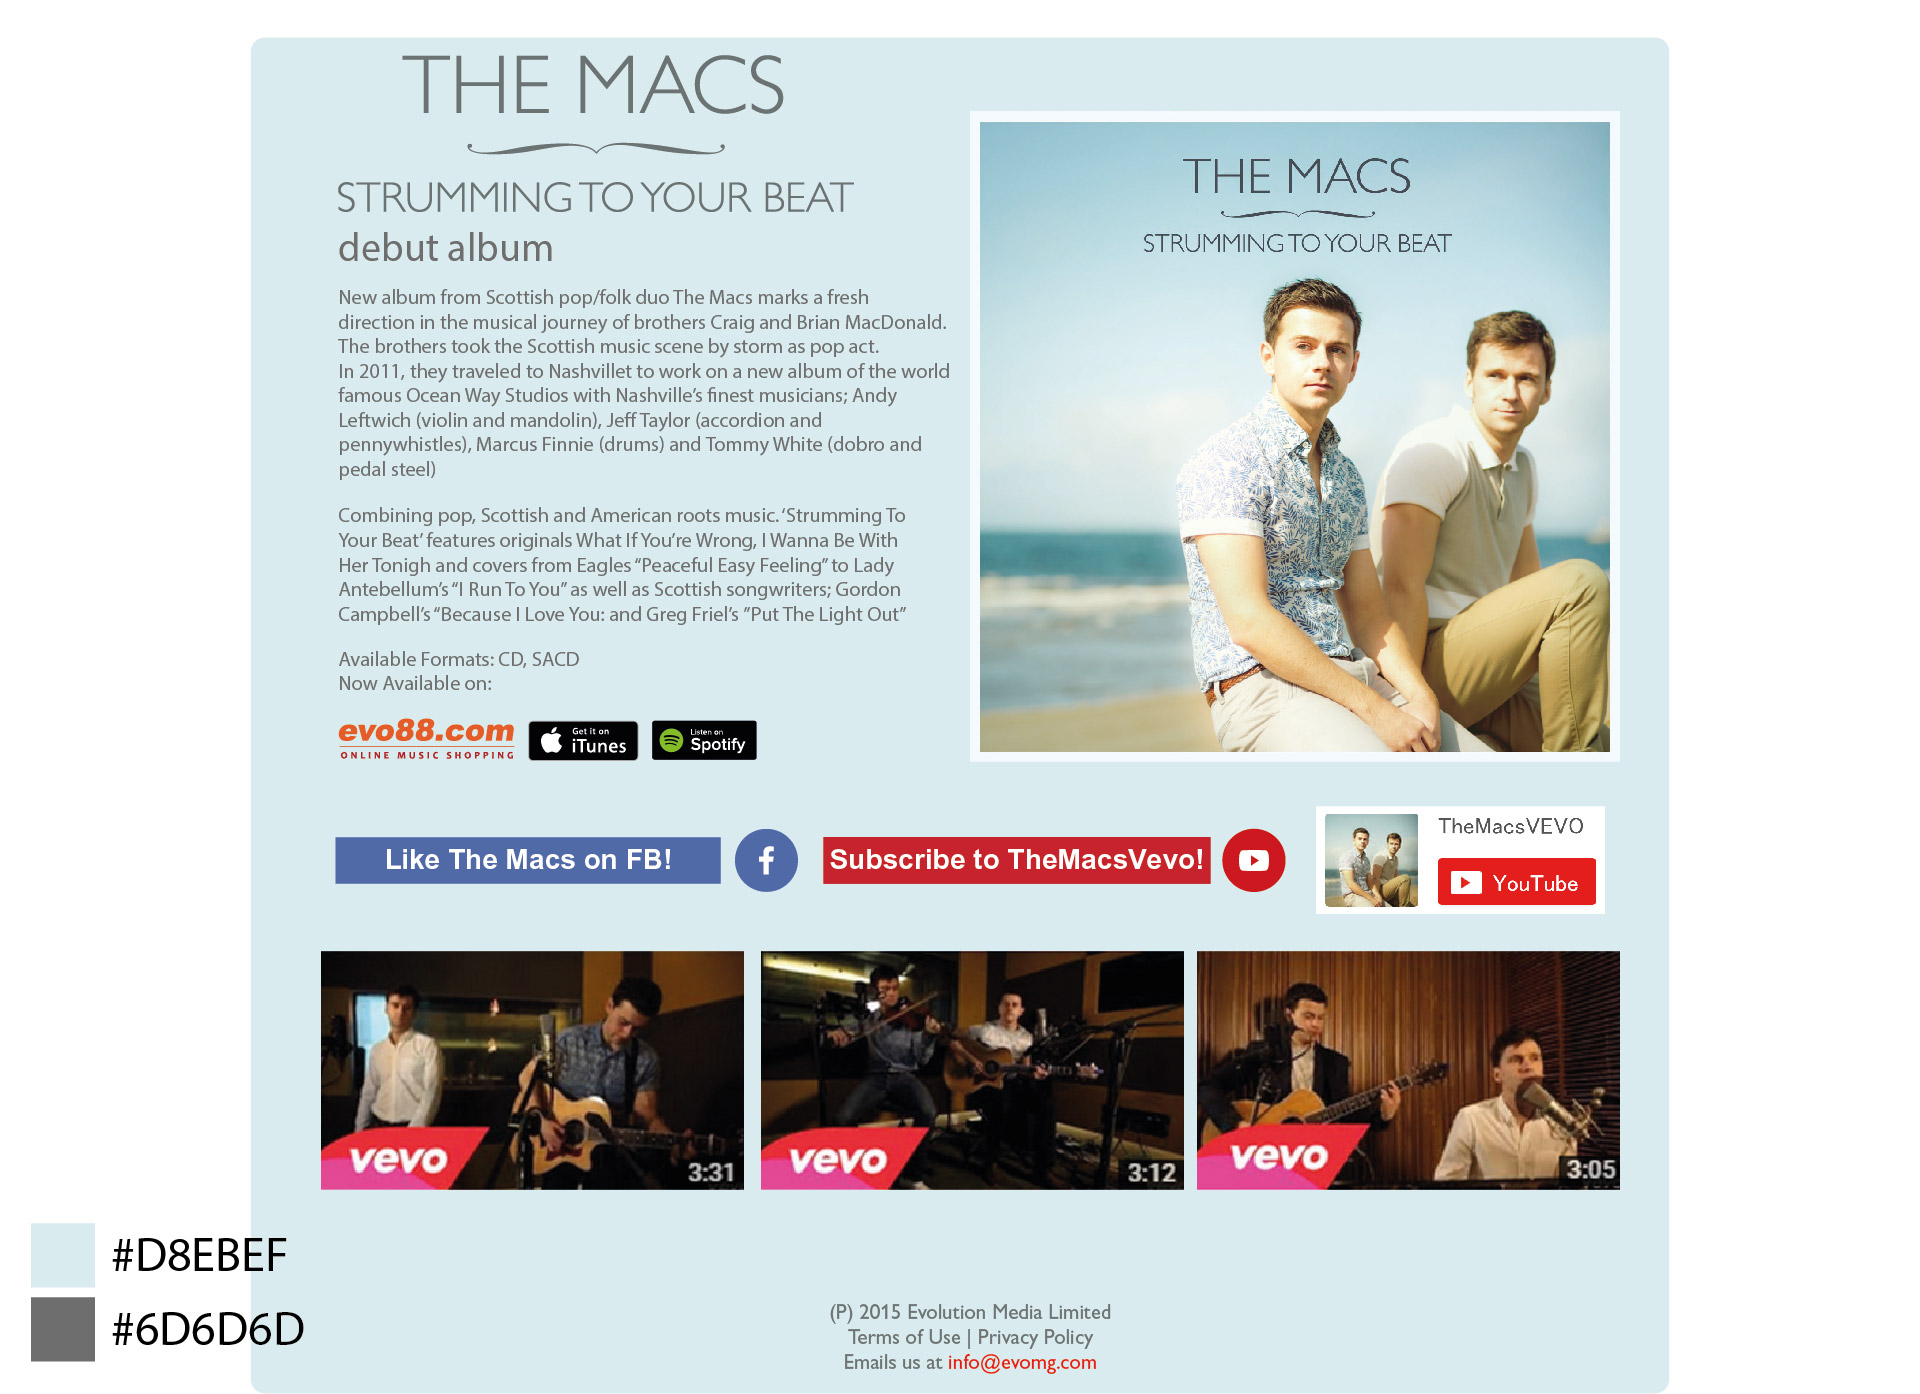 THE MACS
STRUMMING TO YOUR BEAT
debut album
New album from Scottish pop/folk duo The Macs marks a fresh
direction in the musical journey of brothers Craig and Brian MacDonald.
The brothers took the Scottish music scene by storm as pop act.
In 2011, they traveled to Nashvillet to work on a new album of the world
famous Ocean Way Studios with Nashville's finest musicians; Andy
Leftwich (violin and mandolin), Jeff Taylor (accordion and
pennywhistles), Marcus Finnie (drums) and Tommy White (dobro and
pedal steel)
Combining pop, Scottish and American roots music. 'Strumming To
Your Beat' features originals What If You're Wrong, I Wanna Be With
Her Tonigh and covers from Eagles “Peaceful Easy Feeling” to Lady
Antebellum's “I Run To You” as well as Scottish songwriters; Gordon
Campbell's “Because I Love You: and Greg Friel's ”Put The Light Out”
Available Formats: CD, SACD
Now Available on:
evo88.com
ONLINE MUSIC SHOPPING
Get it on
iTunes
Listen on
Spotify
THE MACS
STRUMMING TO YOUR BEAT
Like The Macs on FB!
f
Subscribe to TheMacsVevo!
TheMacsVEVO
YouTube
vevo
3:31
vevo
3:12
vevo
3:05
#D8EBEF
#6D6D6D
(P) 2015 Evolution Media Limited
Terms of Use | Privacy Policy
Emails us at info@evomg.com